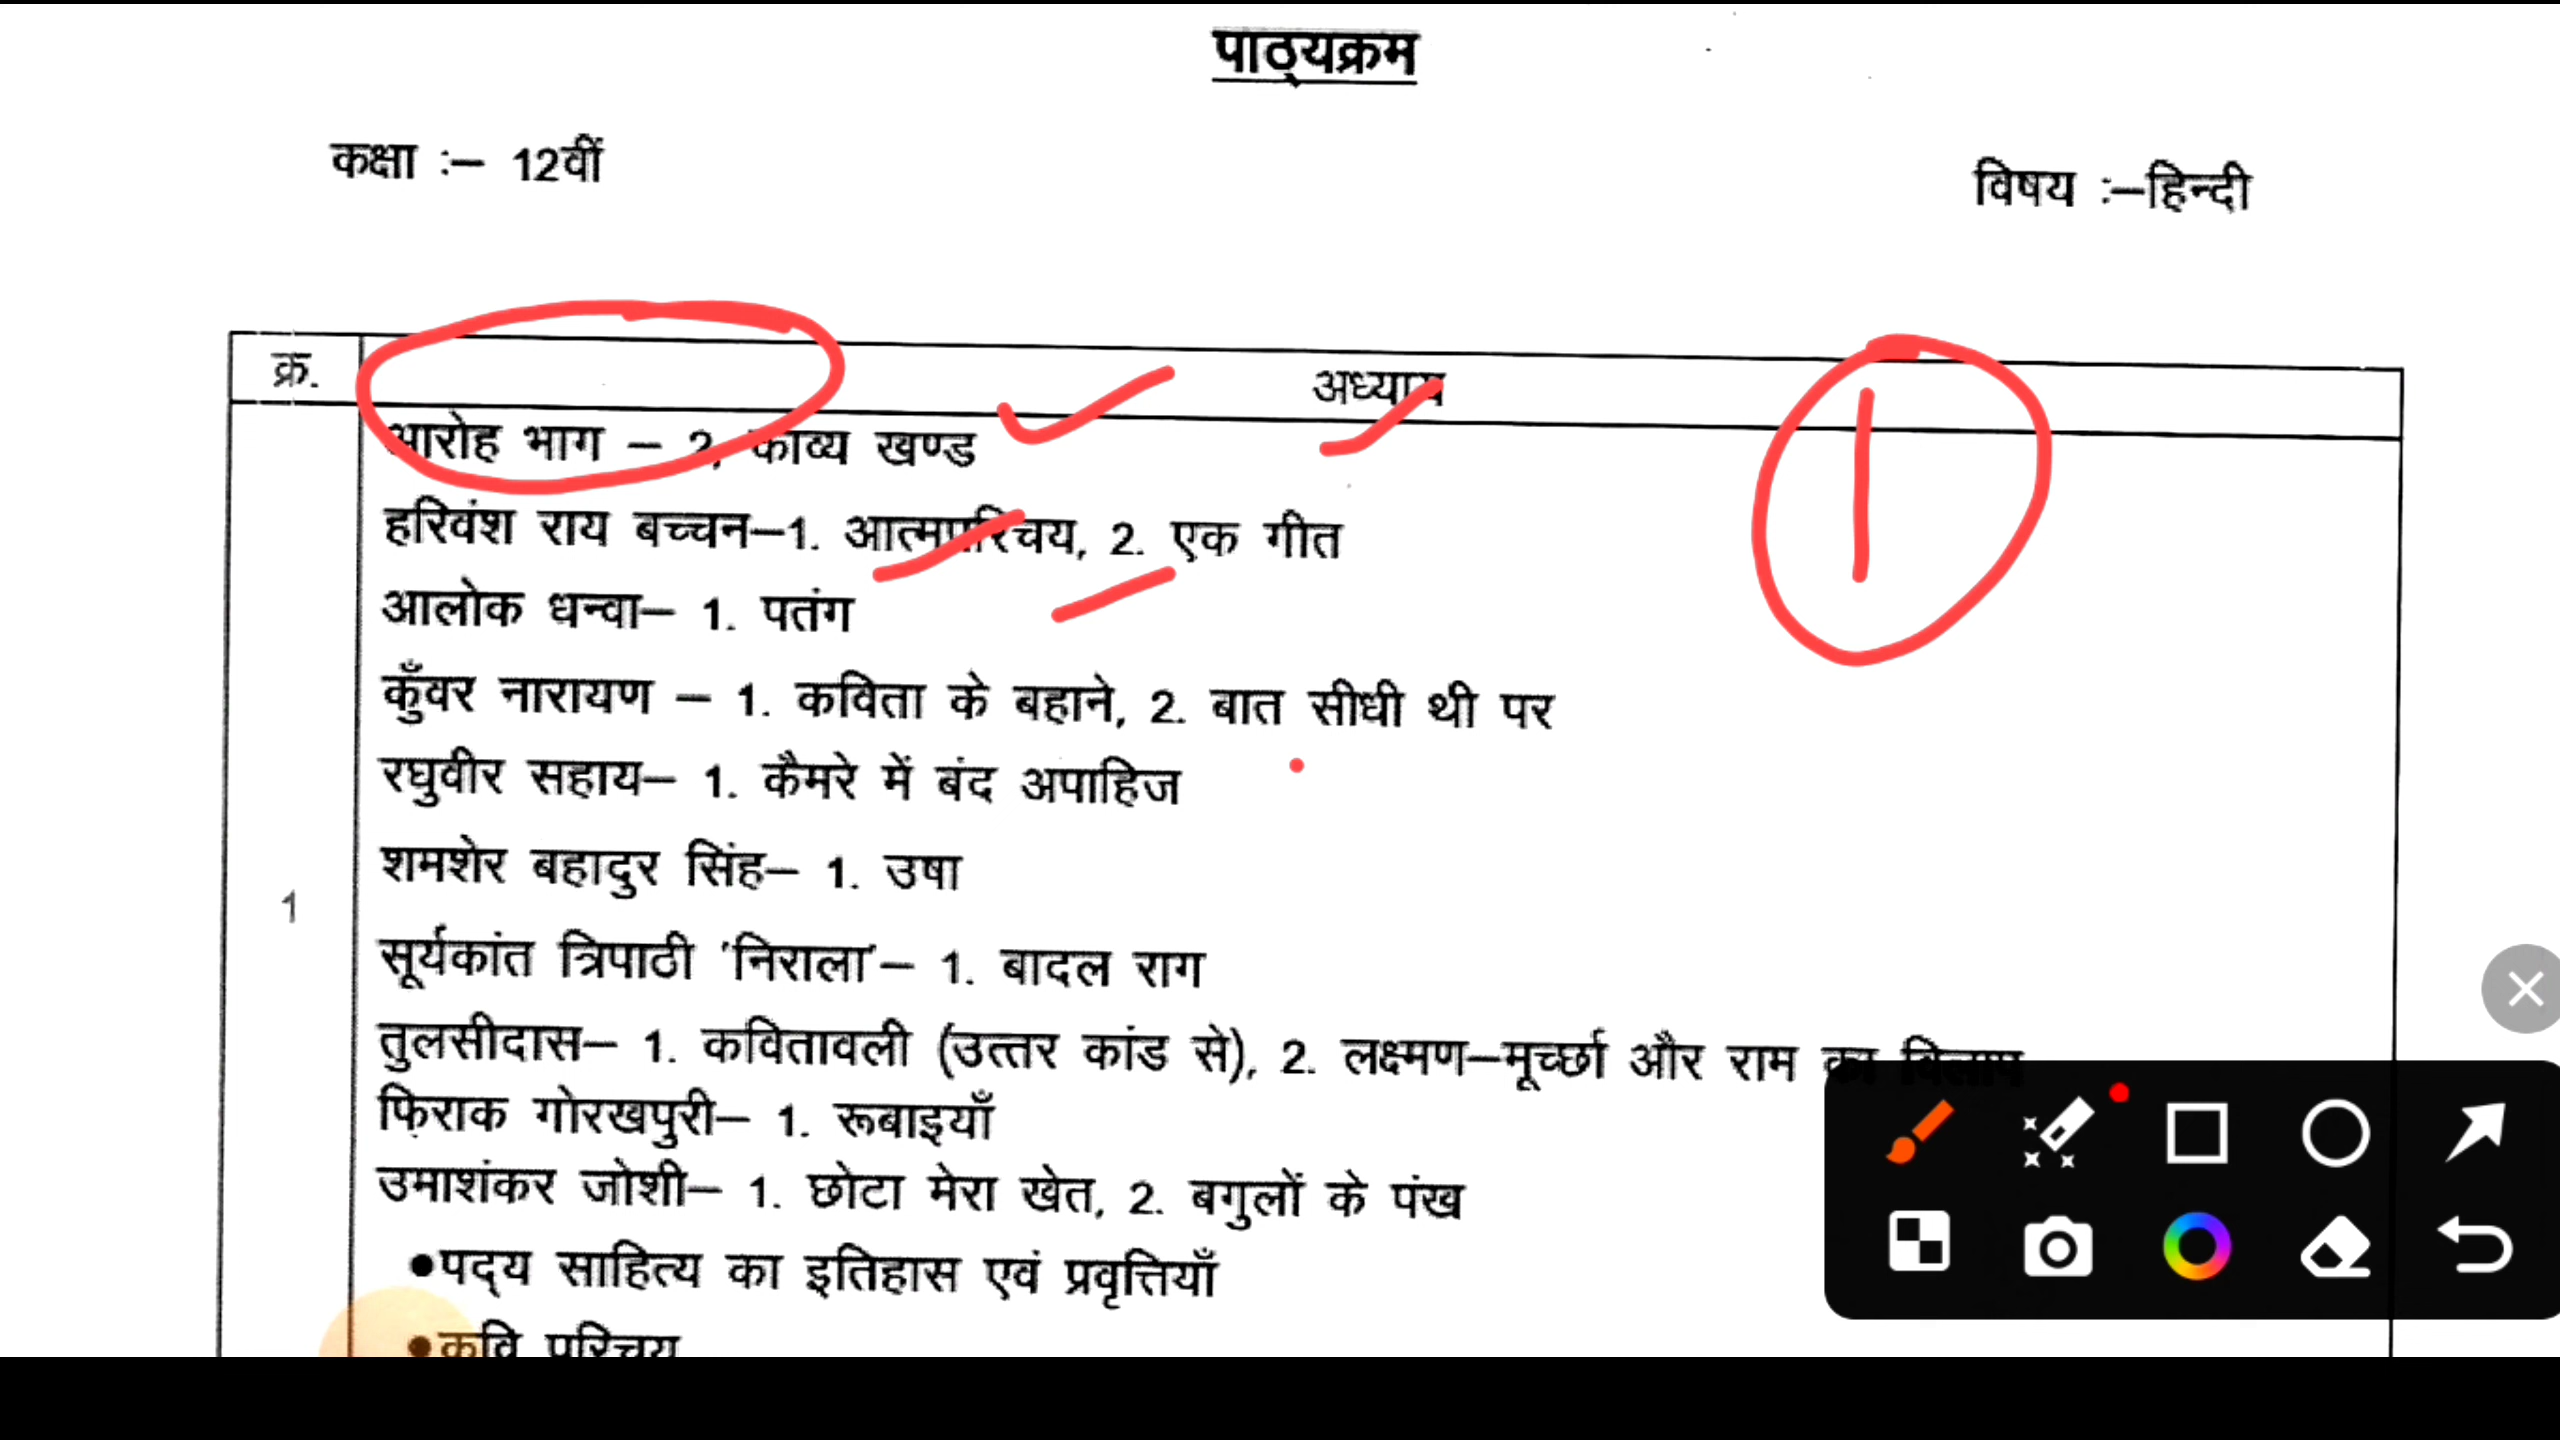 पाठ्यक्रम
कक्षा :– 12वीं
विषय :–हिन्दी
क्र. अध्याय
आरोह भाग – 2, काव्य खण्ड
हरिवंश राय बच्चन–1. आत्मपरिचय, 2. एक गीत
आलोक धन्वा– 1. पतंग
कुँवर नारायण – 1. कविता के बहाने, 2. बात सीधी थी पर
रघुवीर सहाय– 1. कैमरे में बंद अपाहिज
शमशेर बहादुर सिंह– 1. उषा
1
सूर्यकांत त्रिपाठी 'निराला'– 1. बादल राग
तुलसीदास– 1. कवितावली (उत्तर कांड से), 2. लक्ष्मण–मूर्च्छा और राम का विलाप
फिराक गोरखपुरी– 1. रूबाइयाँ
उमाशंकर जोशी– 1. छोटा मेरा खेत, 2. बगुलों के पंख
•पद्य साहित्य का इतिहास एवं प्रवृत्तियाँ
•कवि परिचय